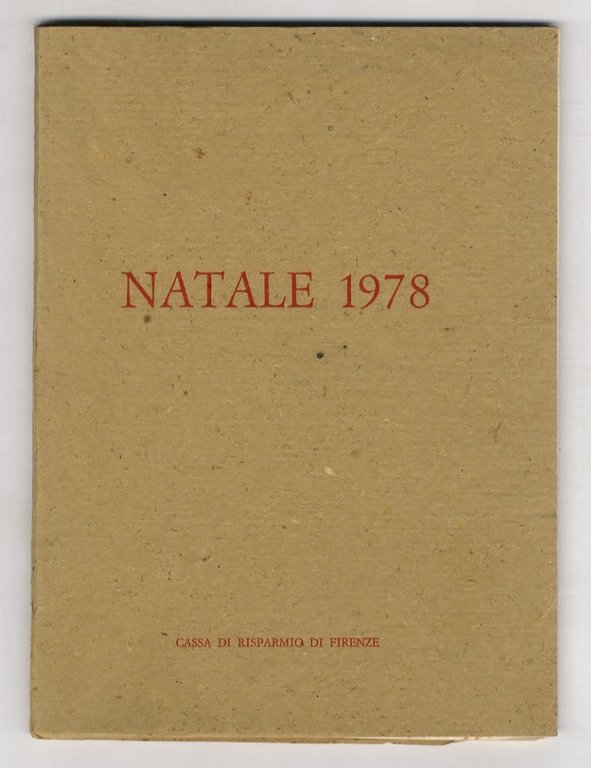 NATALE 1978
CASSA DI RISPARMIO DI FIRENZE